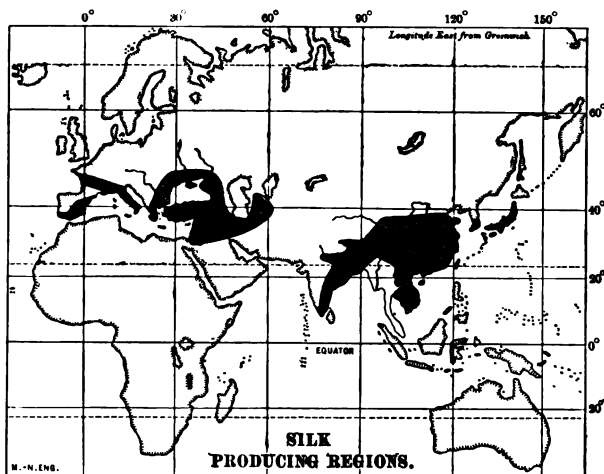 0° 30° 60° 90° 120° 150°
Longitude East from Greenwich
60°
40°
20°
EQUATOR
0°
20°
SILK
PRODUCING REGIONS.
M.-N. ENG.